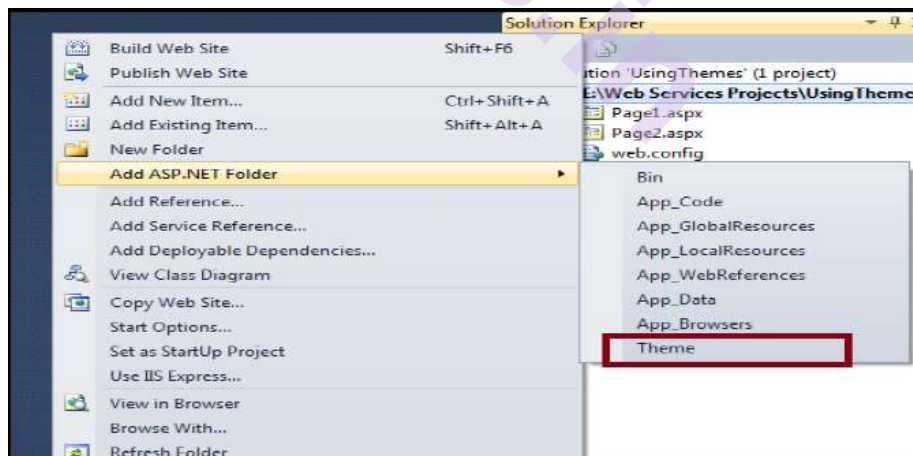 Solution Explorer
Build Web Site Shift+F6
Publish Web Site
ution 'UsingThemes' (1 project)
Add New Item... Ctrl+Shift+A
E:\Web Services Projects\UsingTheme
Page1.aspx
Add Existing Item... Shift+Alt+A
Page2.aspx
New Folder
web.config
Add ASP.NET Folder
Bin
Add Reference...
App_Code
Add Service Reference...
App_GlobalResources
Add Deployable Dependencies...
App_LocalResources
View Class Diagram
App_WebReferences
Copy Web Site...
App_Data
Start Options...
App_Browsers
Set as StartUp Project
Theme
Use IIS Express...
View in Browser
Browse With...
Refresh Folder